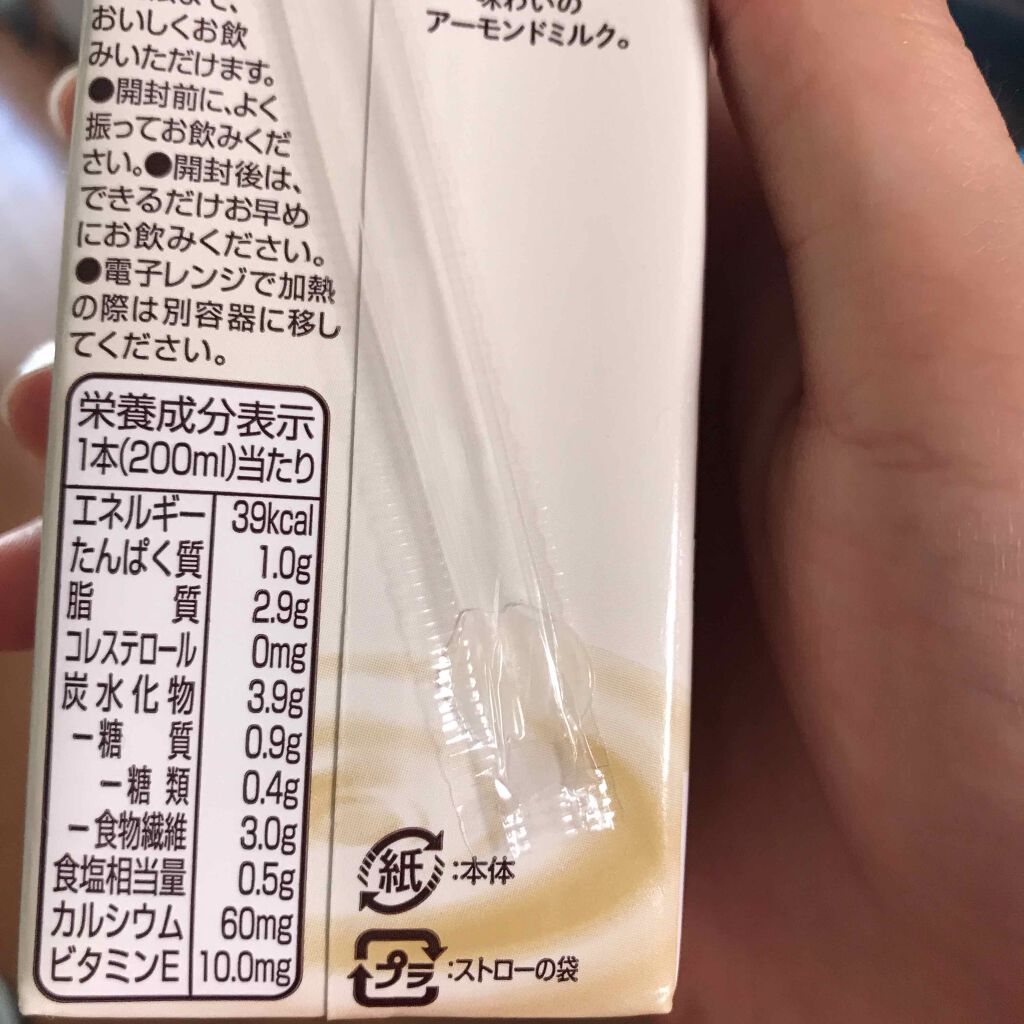 おいしくお飲
みいただけます。
●開封前に、よく
振ってお飲みくだ
さい。●開封後は、
できるだけお早め
にお飲みください。
●電子レンジで加熱
の際は別容器に移し
てください。
栄養成分表示
1本(200ml)当たり
エネルギー 39kcal
たんぱく質 1.0g
脂質 2.9g
コレステロール 0mg
炭水化物 3.9g
－糖質 0.9g
－糖類 0.4g
－食物繊維 3.0g
食塩相当量 0.5g
カルシウム 60mg
ビタミンE 10.0mg
味わいの
アーモンドミルク。
紙:本体
プラ:ストローの袋